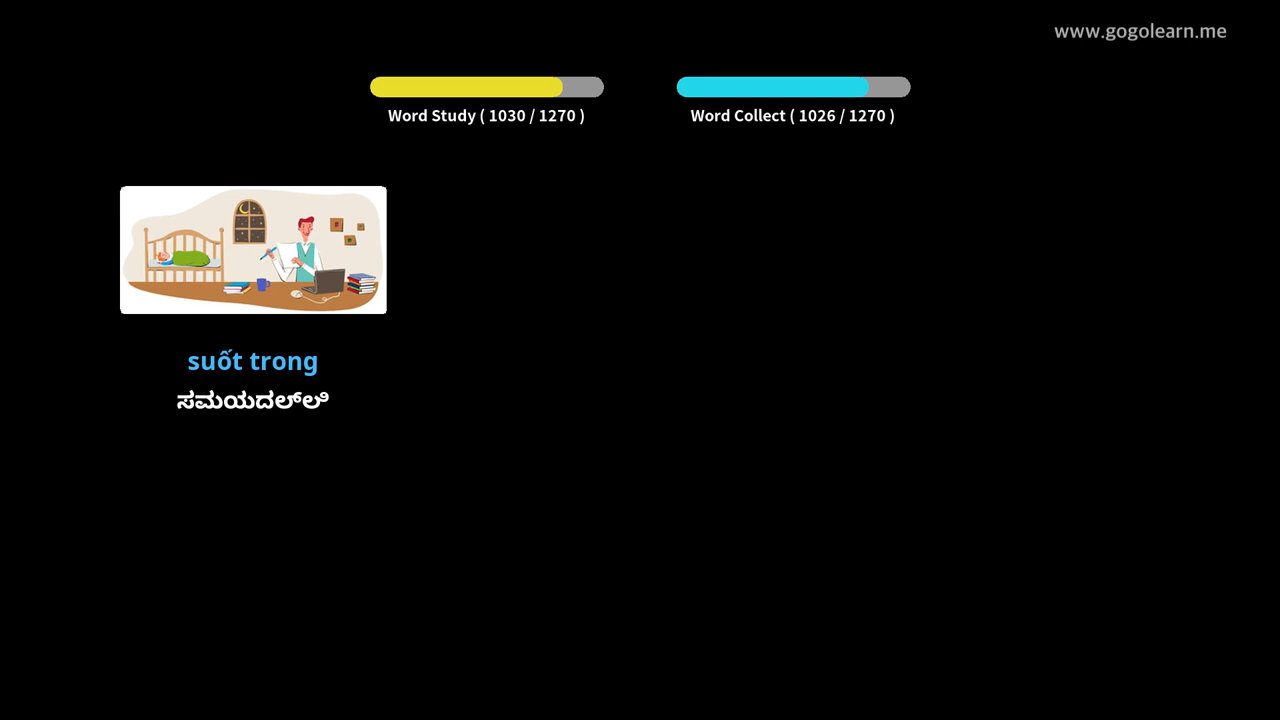 www.gogolearn.me
Word Study ( 1030 / 1270 )
Word Collect ( 1026 / 1270 )
suốt trong
ಸಮಯದಲ್ಲಿ